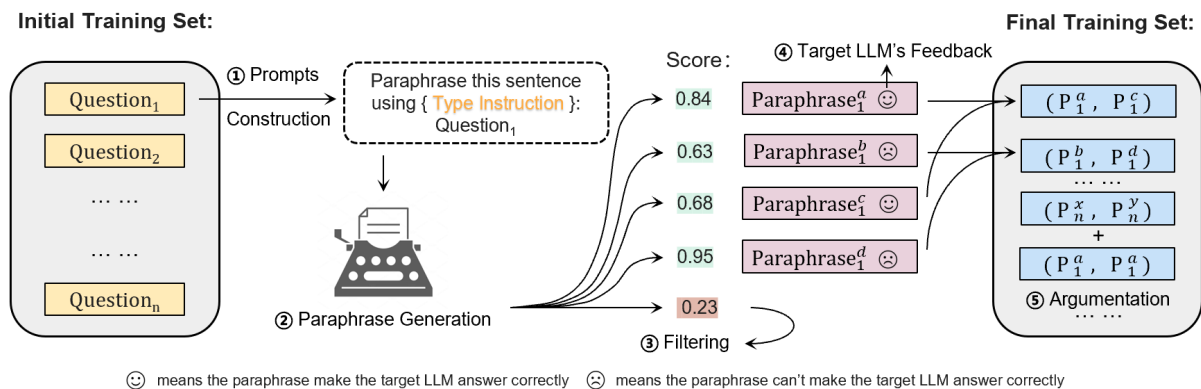 Initial Training Set:
Final Training Set:
Question₁
Question₂
... ...
... ...
Questionₙ
① Prompts
Construction
Paraphrase this sentence
using { Type Instruction }:
Question₁
② Paraphrase Generation
Score:
0.84
0.63
0.68
0.95
0.23
③ Filtering
④ Target LLM's Feedback
Paraphrase₁ᵃ
Paraphrase₁ᵇ
Paraphrase₁ᶜ
Paraphrase₁ᵈ
( P₁ᵃ , P₁ᶜ )
( P₁ᵇ , P₁ᵈ )
... ...
( Pₙˣ , Pₙʸ )
+
( P₁ᵃ , P₁ᵃ )
⑤ Argumentation
... ...
means the paraphrase make the target LLM answer correctly
means the paraphrase can't make the target LLM answer correctly